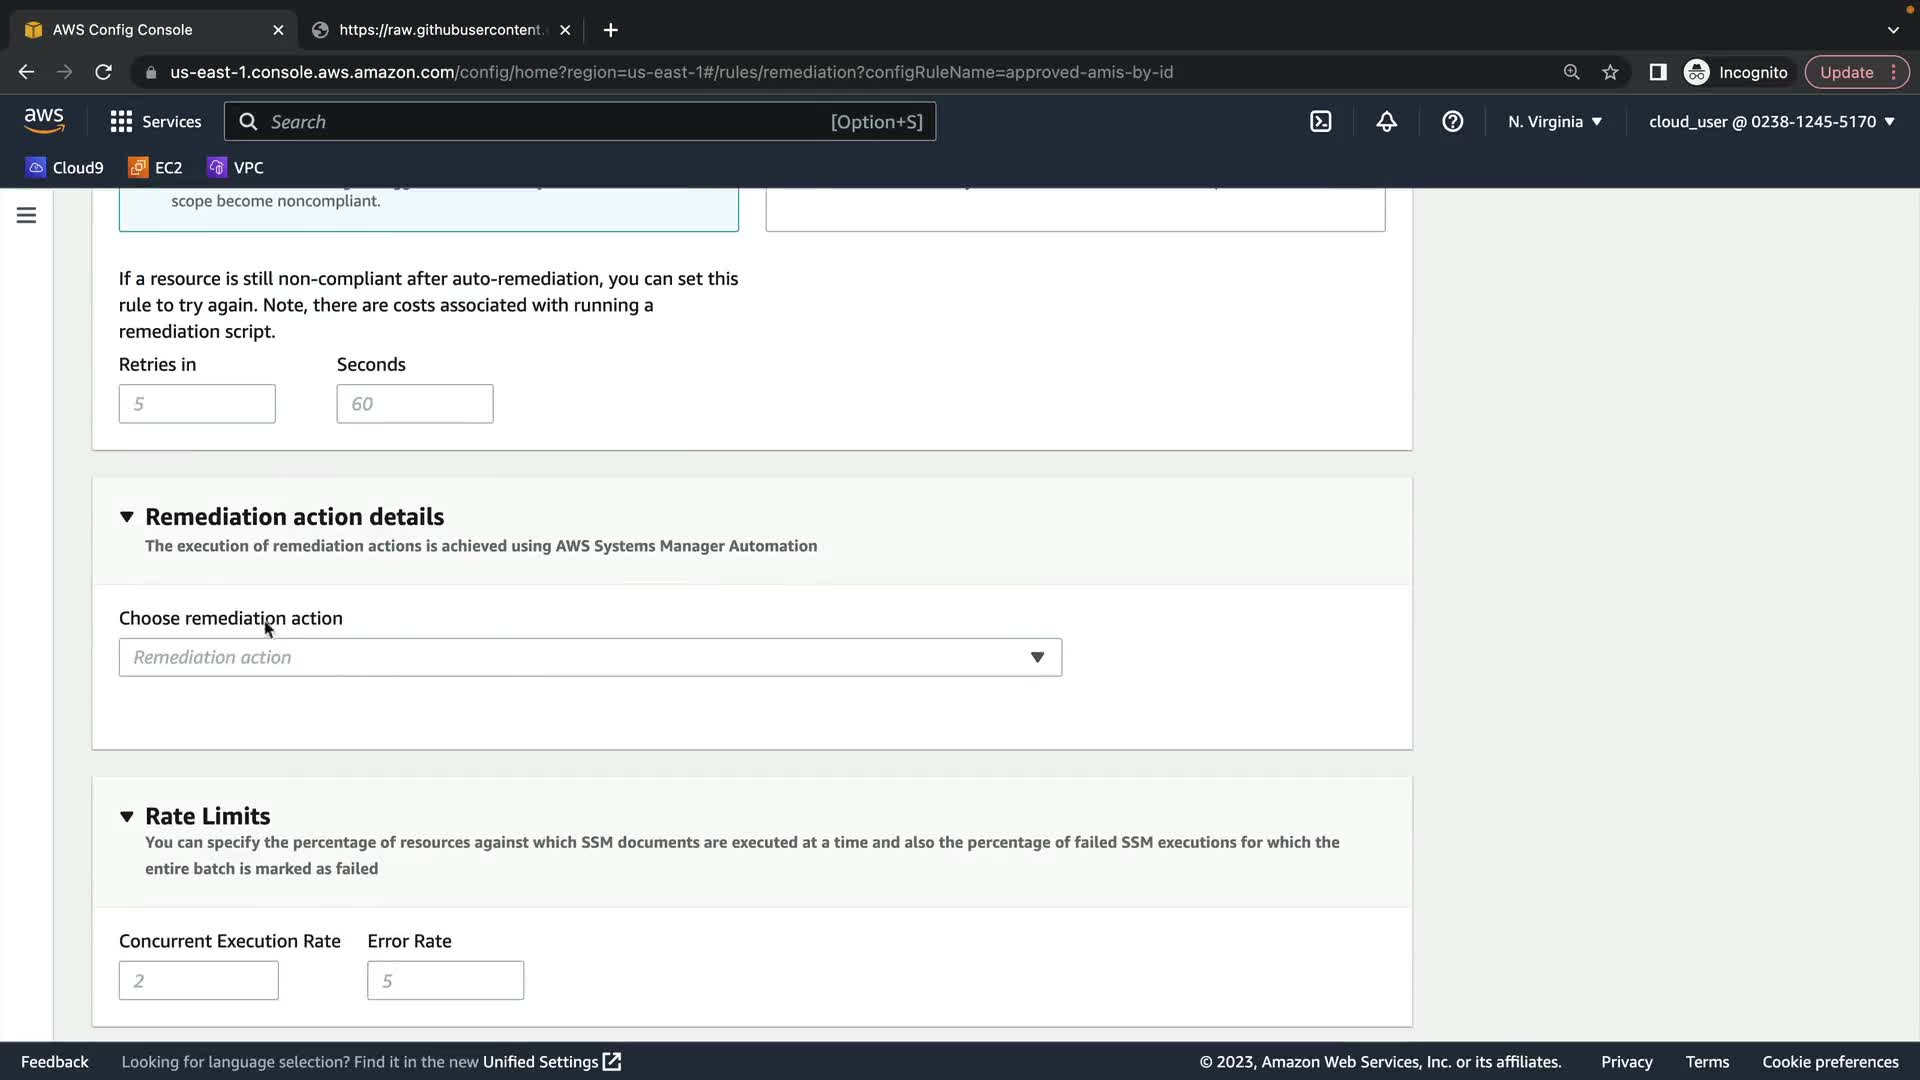 AWS Config Console
https://raw.githubusercontent.
us-east-1.console.aws.amazon.com/config/home?region=us-east-1#/rules/remediation?configRuleName=approved-amis-by-id
Incognito
Update
aws
Services
Search
[Option+S]
N. Virginia
cloud_user @ 0238-1245-5170
Cloud9
EC2
VPC
scope become noncompliant.
If a resource is still non-compliant after auto-remediation, you can set this
rule to try again. Note, there are costs associated with running a
remediation script.
Retries in
Seconds
5
60
Remediation action details
The execution of remediation actions is achieved using AWS Systems Manager Automation
Choose remediation action
Remediation action
Rate Limits
You can specify the percentage of resources against which SSM documents are executed at a time and also the percentage of failed SSM executions for which the
entire batch is marked as failed
Concurrent Execution Rate
Error Rate
2
5
Feedback
Looking for language selection? Find it in the new Unified Settings
© 2023, Amazon Web Services, Inc. or its affiliates.
Privacy
Terms
Cookie preferences